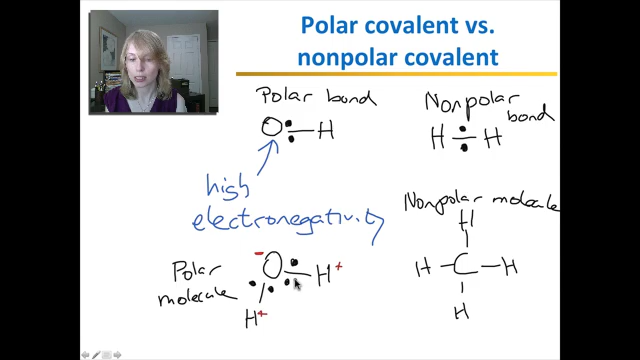 Polar covalent vs.
nonpolar covalent
Polar bond
O H
Nonpolar
bond
H H
high
electronegativity
Polar
molecule
- O H +
H +
Nonpolar molecule
H
H C H
H